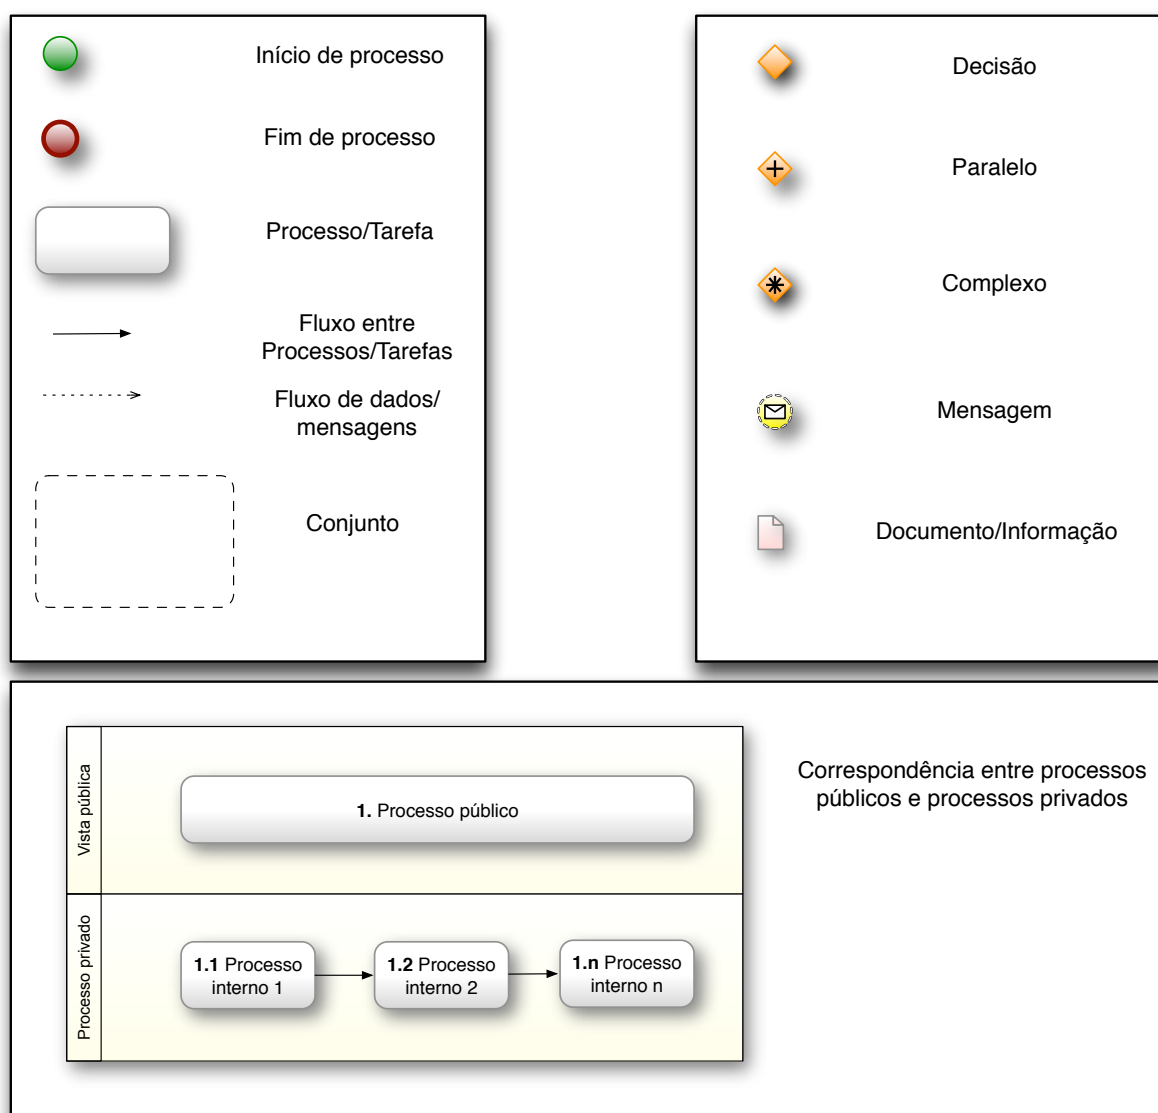 Início de processo
Fim de processo
Processo/Tarefa
Fluxo entre
Processos/Tarefas
Fluxo de dados/
mensagens
Conjunto
Decisão
Paralelo
Complexo
Mensagem
Documento/Informação
Vista pública
1. Processo público
Processo privado
1.1 Processo
interno 1
1.2 Processo
interno 2
1.n Processo
interno n
Correspondência entre processos
públicos e processos privados